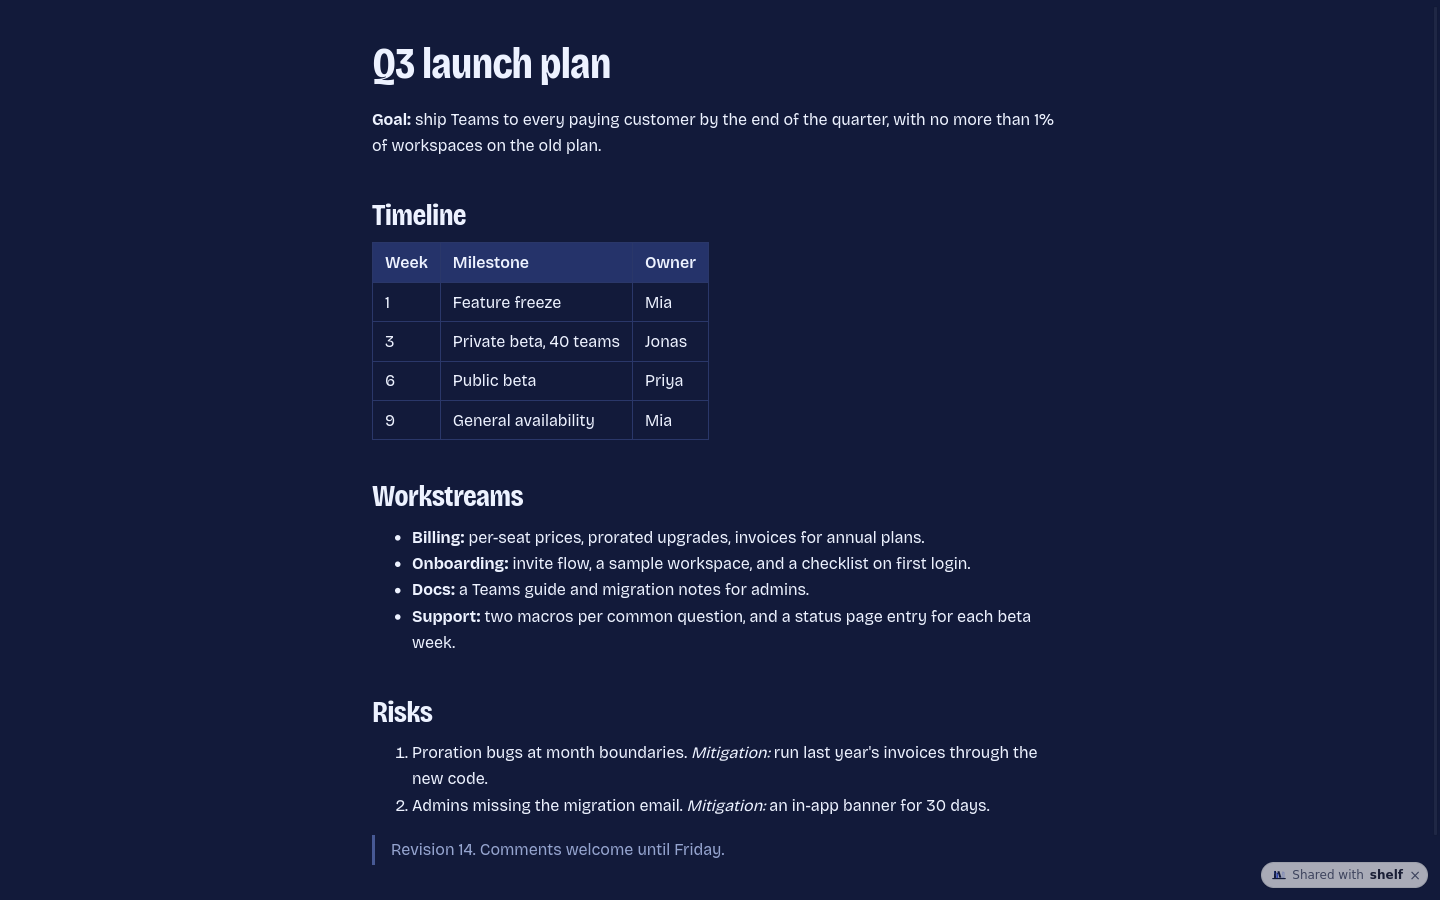 Q3 launch plan
Goal: ship Teams to every paying customer by the end of the quarter, with no more than 1%
of workspaces on the old plan.
Timeline
Week Milestone Owner
1 Feature freeze Mia
3 Private beta, 40 teams Jonas
6 Public beta Priya
9 General availability Mia
Workstreams
• Billing: per-seat prices, prorated upgrades, invoices for annual plans.
• Onboarding: invite flow, a sample workspace, and a checklist on first login.
• Docs: a Teams guide and migration notes for admins.
• Support: two macros per common question, and a status page entry for each beta
week.
Risks
1. Proration bugs at month boundaries. Mitigation: run last year's invoices through the
new code.
2. Admins missing the migration email. Mitigation: an in-app banner for 30 days.
Revision 14. Comments welcome until Friday.
Shared with shelf ×